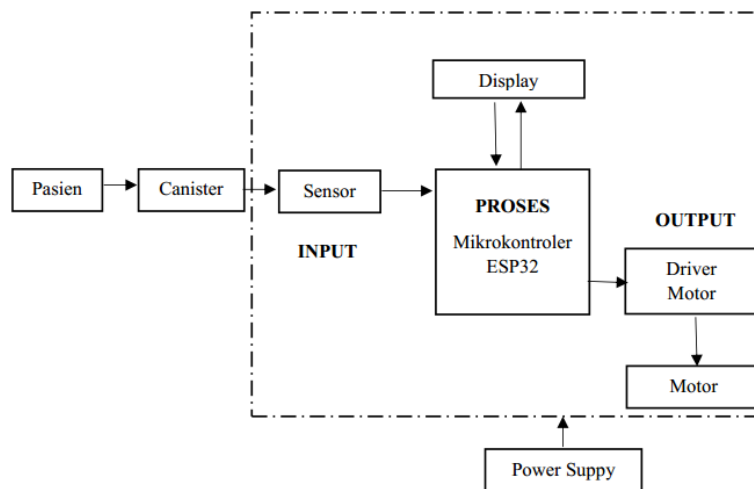 Display
Pasien
Canister
Sensor
INPUT
PROSES
Mikrokontroler
ESP32
OUTPUT
Driver
Motor
Motor
Power Suppy